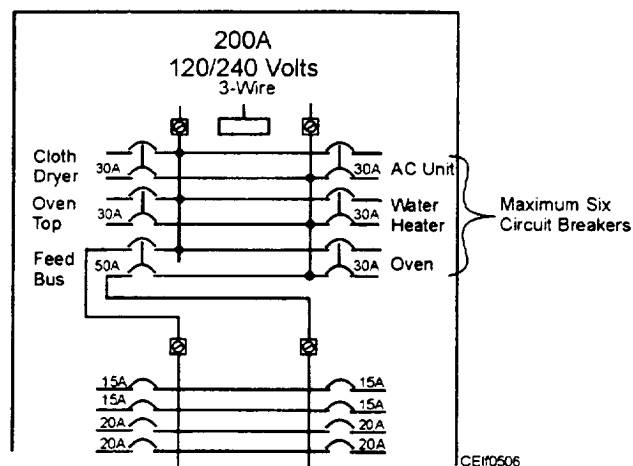 200A
120/240 Volts
3-Wire
Cloth
Dryer
30A
30A
AC Unit
Oven
Top
30A
30A
Water
Heater
Maximum Six
Circuit Breakers
Feed
Bus
50A
30A
Oven
15A
15A
15A
15A
20A
20A
20A
20A
CEIf0506